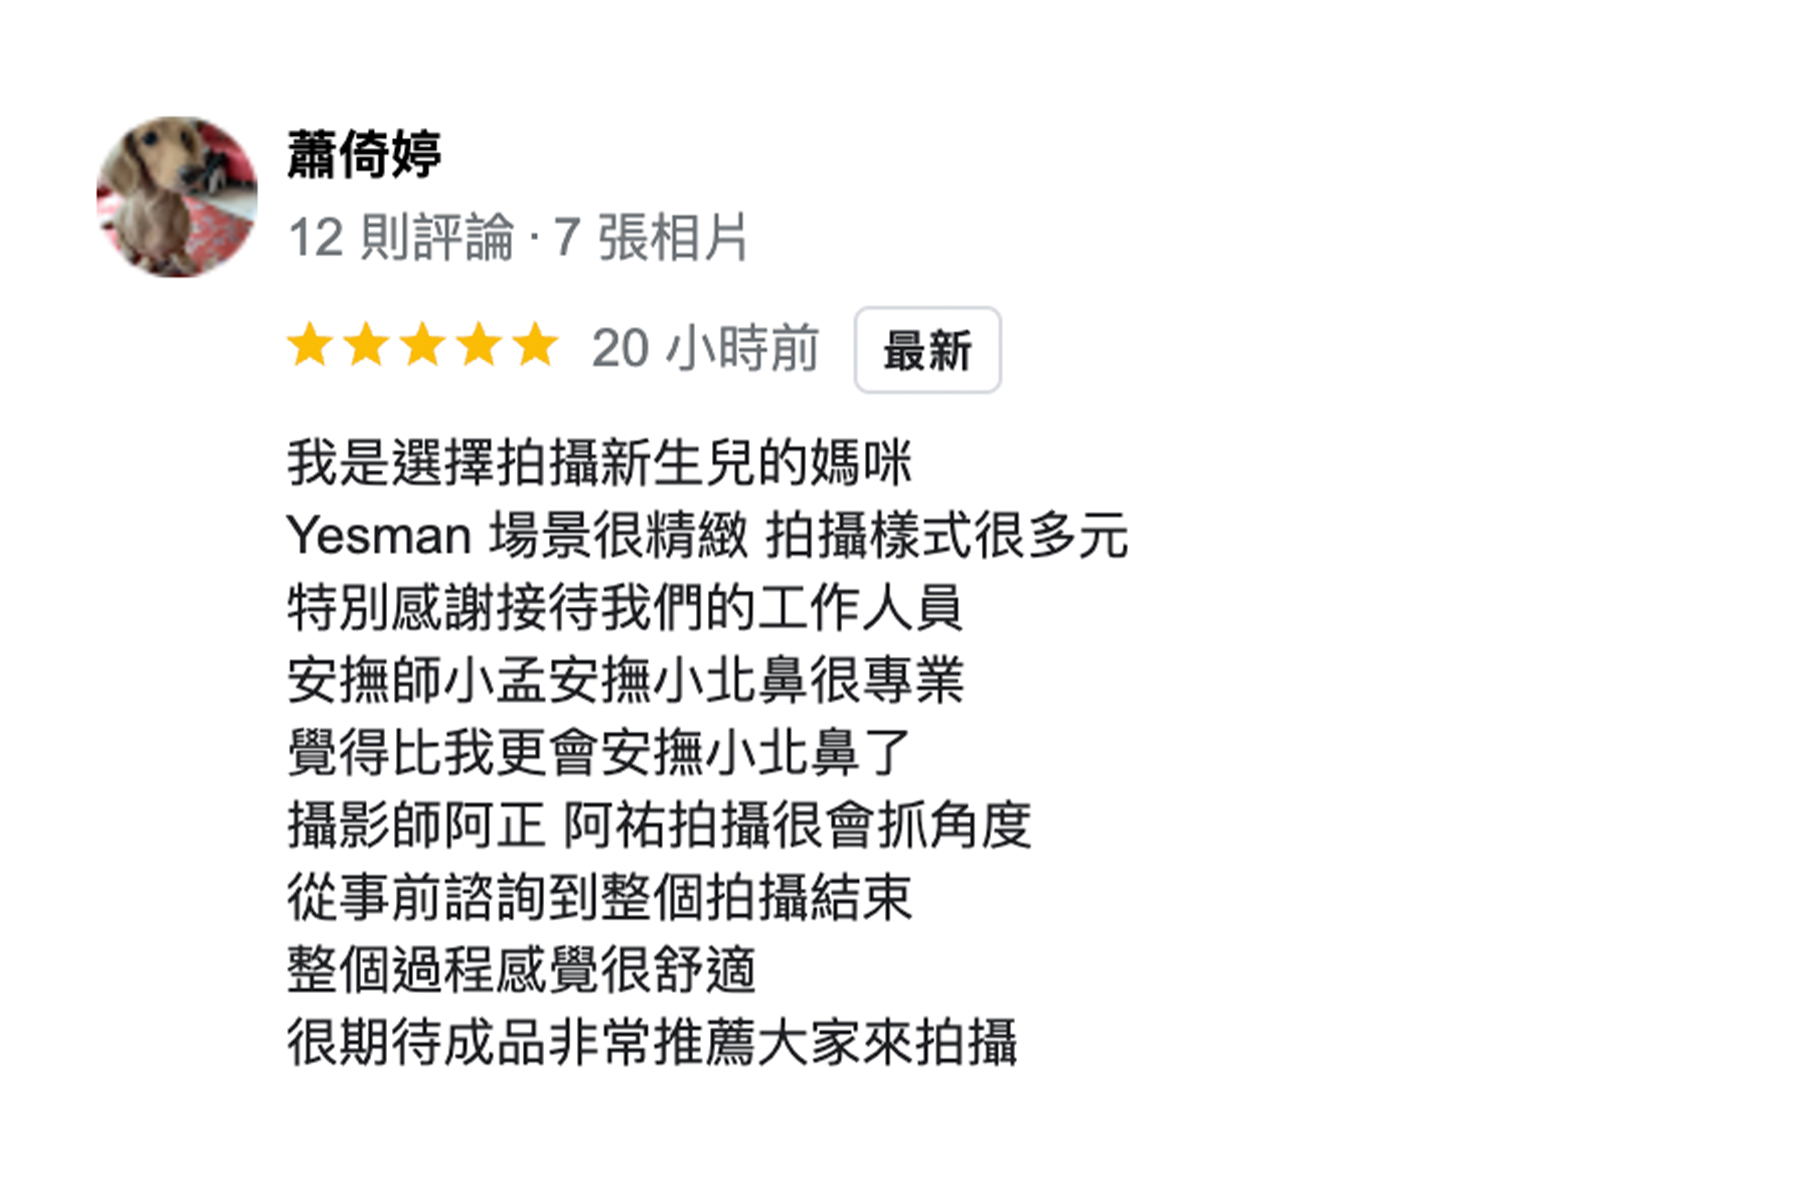 蕭倚婷
12 則評論 · 7 張相片
20 小時前 最新
我是選擇拍攝新生兒的媽咪
Yesman 場景很精緻 拍攝樣式很多元
特別感謝接待我們的工作人員
安撫師小孟安撫小北鼻很專業
覺得比我更會安撫小北鼻了
攝影師阿正 阿祐拍攝很會抓角度
從事前諮詢到整個拍攝結束
整個過程感覺很舒適
很期待成品非常推薦大家來拍攝